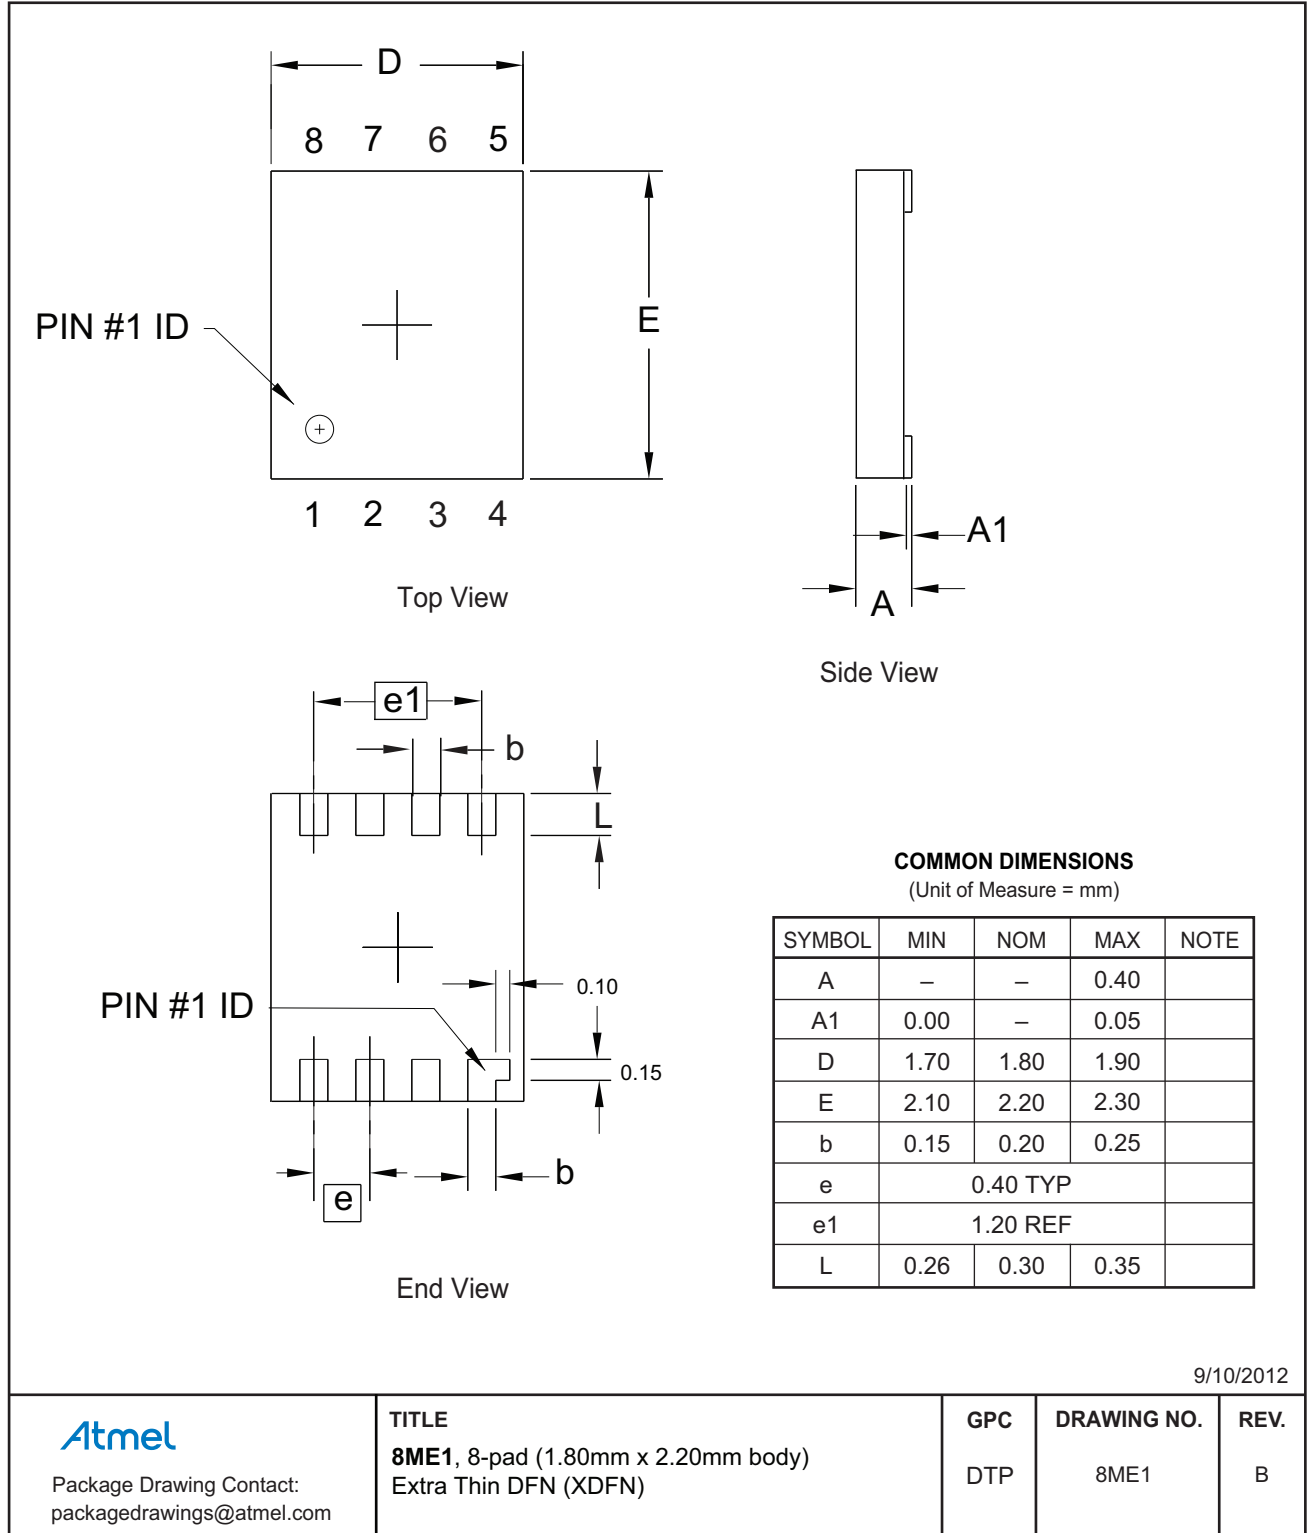 D
8 7 6 5
E
PIN #1 ID
1 2 3 4
Top View
A1
A
Side View
e1
b
L
PIN #1 ID
0.10
0.15
e
b
End View
COMMON DIMENSIONS
(Unit of Measure = mm)
SYMBOL MIN NOM MAX NOTE
A – – 0.40
A1 0.00 – 0.05
D 1.70 1.80 1.90
E 2.10 2.20 2.30
b 0.15 0.20 0.25
e 0.40 TYP
e1 1.20 REF
L 0.26 0.30 0.35
9/10/2012
Atmel
Package Drawing Contact:
packagedrawings@atmel.com
TITLE
8ME1, 8-pad (1.80mm x 2.20mm body)
Extra Thin DFN (XDFN)
GPC
DTP
DRAWING NO.
8ME1
REV.
B